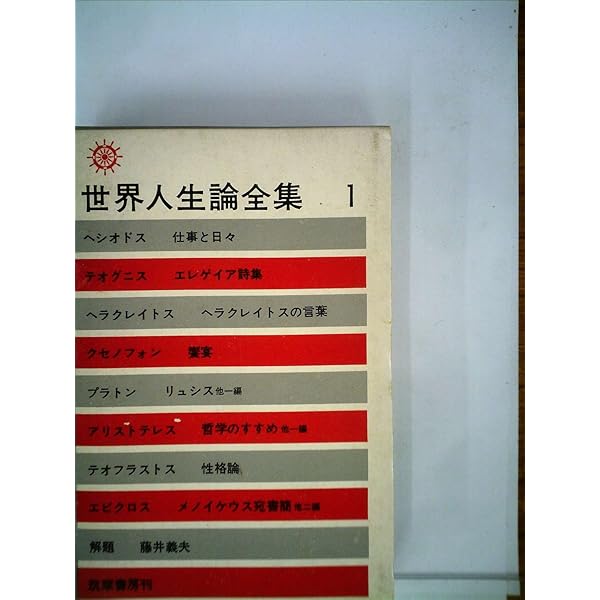 世界人生論全集 1
ヘシオドス 仕事と日々
テオグニス エレゲイア詩集
ヘラクレイトス ヘラクレイトスの言葉
クセノフォン 饗宴
プラトン リュシス他一編
アリストテレス 哲学のすすめ他一編
テオフラストス 性格論
エピクロス メノイケウス宛書簡他二編
解題 藤井義夫
筑摩書房刊